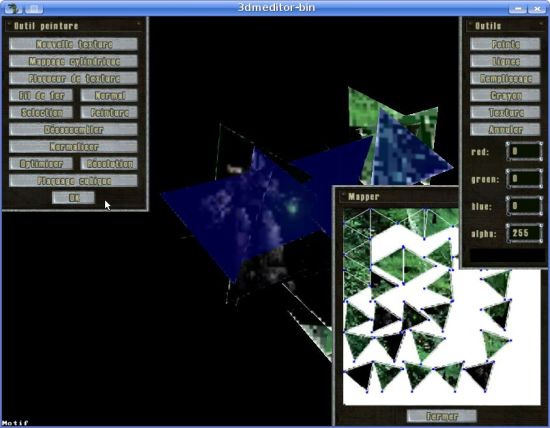 3dmeditor-bin
Outil peinture
Nouvelle texture
Mappage cylindrique
Plaqueur de texture
Fil de fer
Normal
Selection
Peinture
Désassembler
Normaliser
Optimiser
Résolution
Plaquage cubique
OK
Outils
Points
Lignes
Remplissage
Crayon
Texture
Annuler
red: 0
green: 0
blue: 0
alpha: 255
Mapper
Fermer
Motif